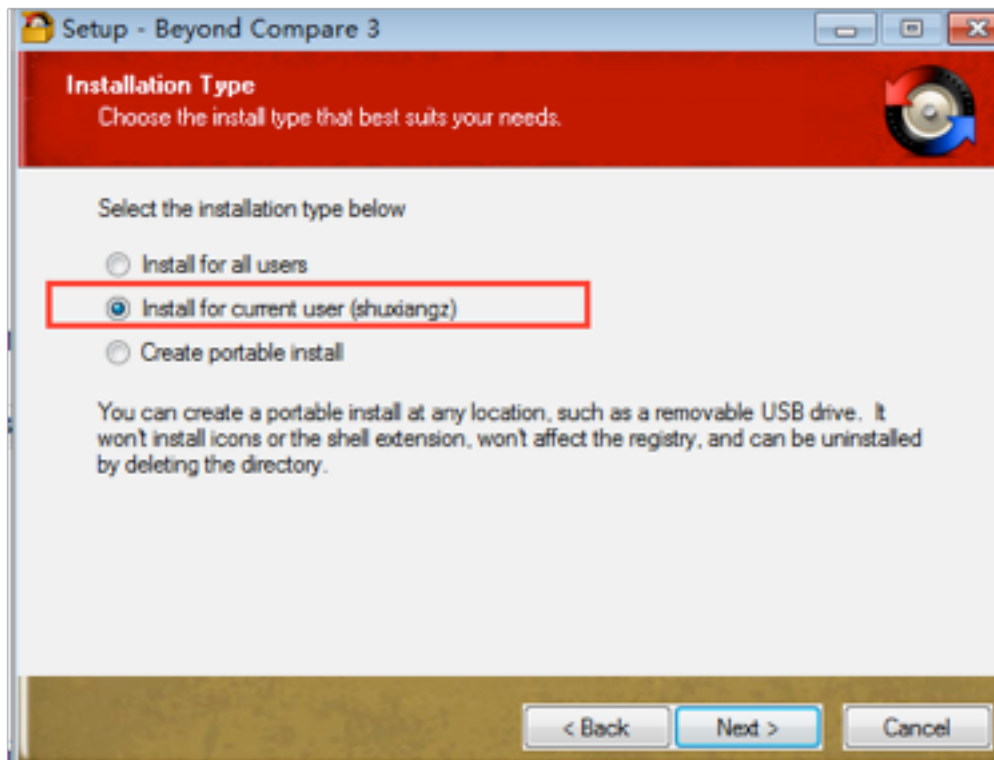 Setup - Beyond Compare 3
Installation Type
Choose the install type that best suits your needs.
Select the installation type below
Install for all users
Install for current user (shuxiangz)
Create portable install
You can create a portable install at any location, such as a removable USB drive. It
won't install icons or the shell extension, won't affect the registry, and can be uninstalled
by deleting the directory.
< Back
Next >
Cancel